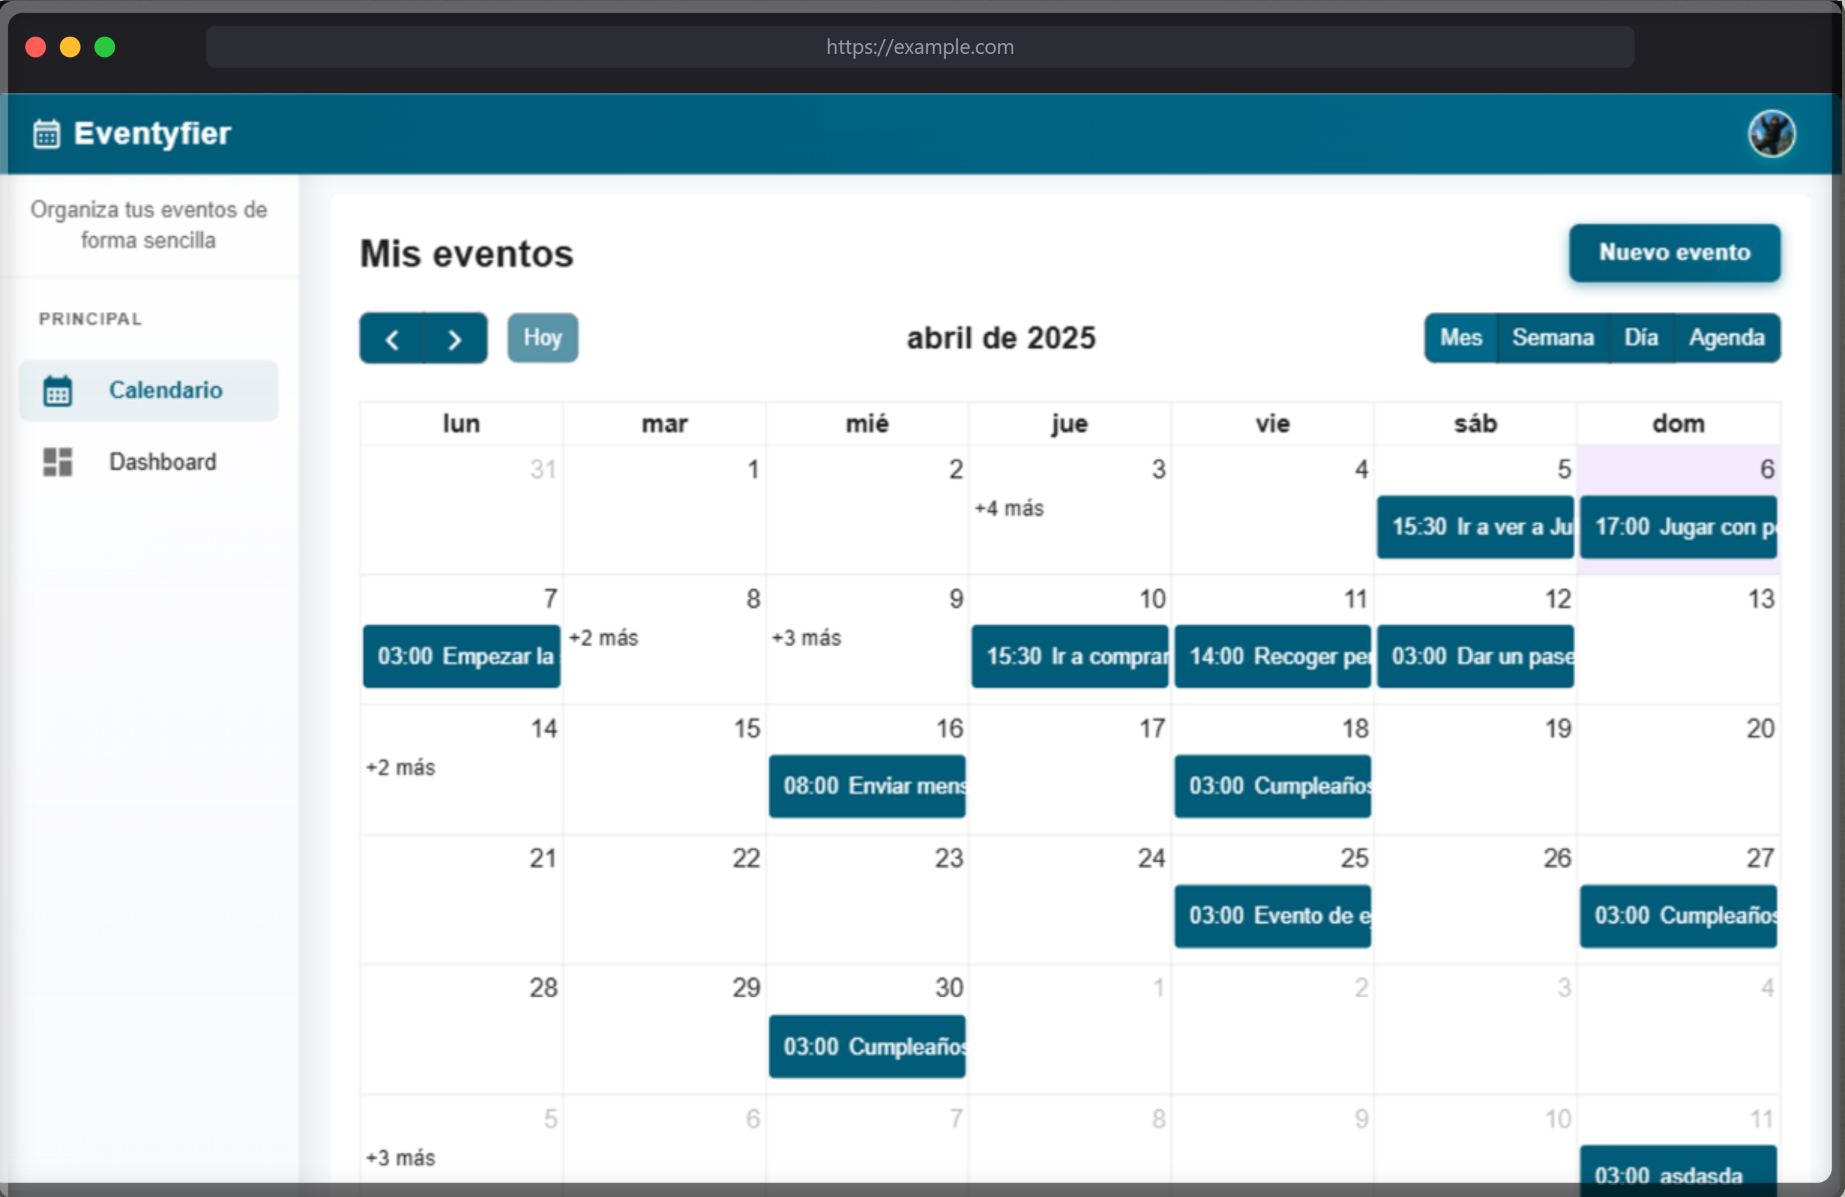 https://example.com
Eventyfier
Organiza tus eventos de
forma sencilla
PRINCIPAL
Calendario
Dashboard
Mis eventos
Nuevo evento
Hoy
abril de 2025
Mes Semana Día Agenda
lun mar mié jue vie sáb dom
31 1 2 3 4 5 6
+4 más
15:30 Ir a ver a Ju
17:00 Jugar con p
7 8 9 10 11 12 13
03:00 Empezar la
+2 más
+3 más
15:30 Ir a comprar
14:00 Recoger pe
03:00 Dar un pase
14 15 16 17 18 19 20
+2 más
08:00 Enviar mens
03:00 Cumpleaños
21 22 23 24 25 26 27
03:00 Evento de e
03:00 Cumpleaños
28 29 30 1 2 3 4
03:00 Cumpleaños
5 6 7 8 9 10 11
+3 más
03:00 asdasda